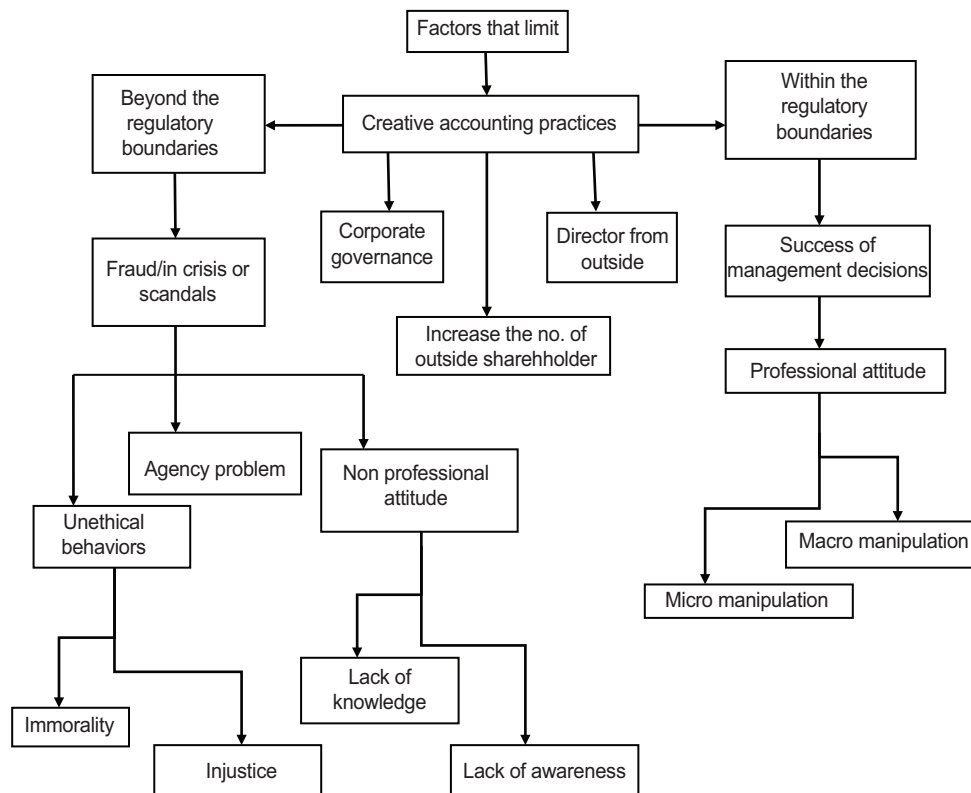 Factors that limit
Beyond the
regulatory
boundaries
Creative accounting practices
Within the
regulatory
boundaries
Corporate
governance
Director from
outside
Success of
management decisions
Fraud/in crisis or
scandals
Increase the no. of
outside sharehholder
Professional attitude
Agency problem
Non professional
attitude
Unethical
behaviors
Macro manipulation
Micro manipulation
Lack of
knowledge
Immorality
Injustice
Lack of awareness